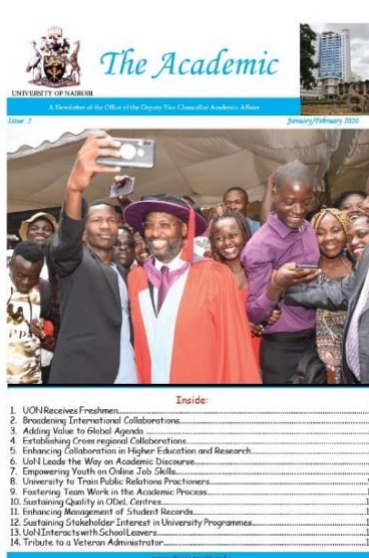 The Academic
UNIVERSITY OF NAIROBI
A Newsletter of the Office of the Deputy Vice Chancellor Academic Affairs
Issue: 2
January/February 2020
Inside:
1. UON Receives Freshmen
2. Broadening International Collaborations
3. Adding Value to Global Agenda
4. Establishing Cross regional Collaborations
5. Enhancing Collaboration in Higher Education and Research
6. UoN Leads the Way on Academic Discourse
7. Empowering Youth on Online Job Skills
8. University to Train Public Relations Practioners
9. Fostering Team Work in the Academic Process
10. Sustaining Quality in ODeL Centres
11. Enhancing Management of Student Records
12. Sustaining Stakeholder Interest in University Programmes
13. UoN Interacts with School Leavers
14. Tribute to a Veteran Administrator